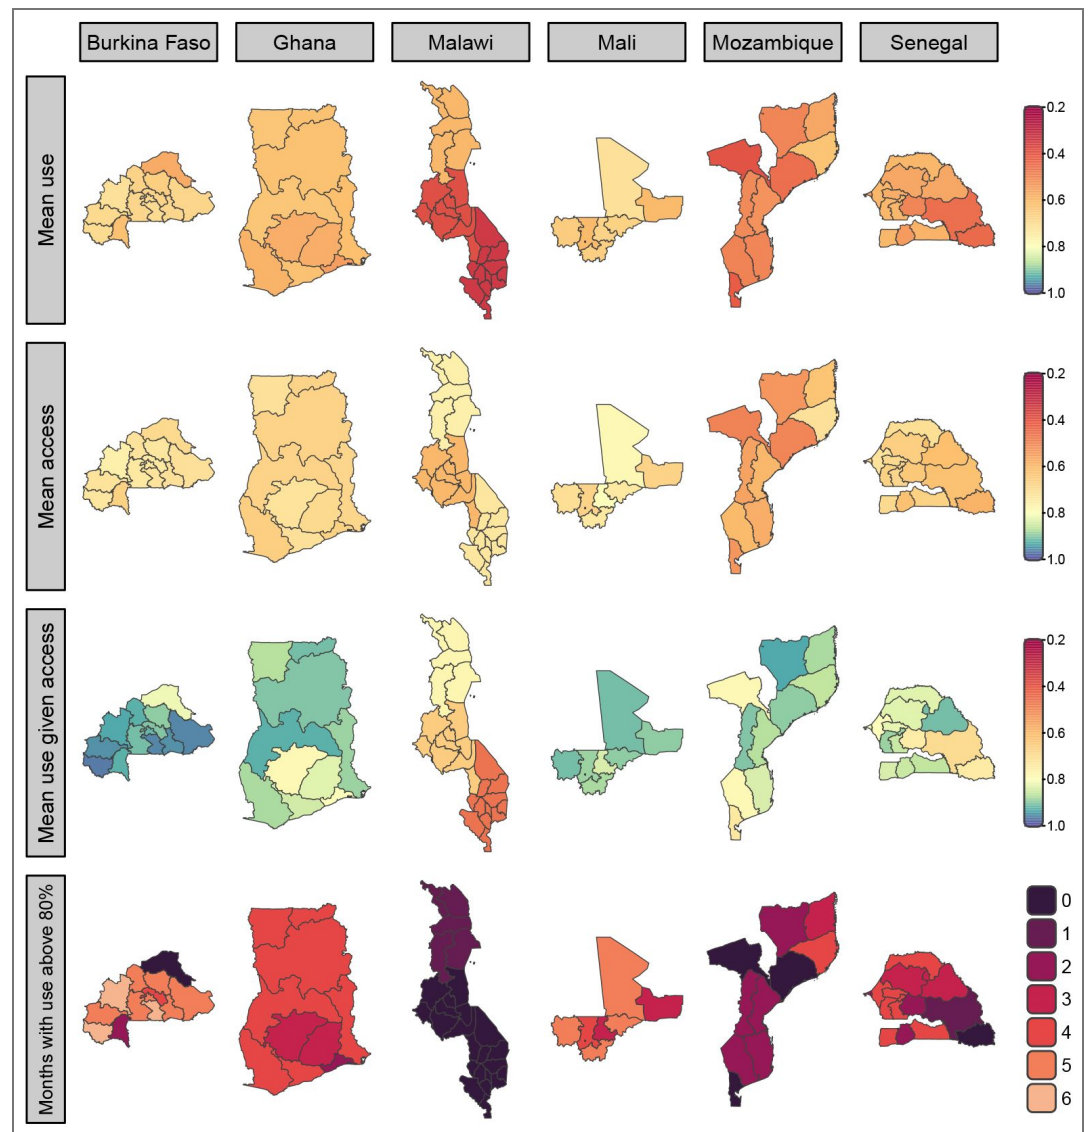 Burkina Faso
Ghana
Malawi
Mali
Mozambique
Senegal
Mean use
0.2
0.4
0.6
0.8
1.0
Mean access
0.2
0.4
0.6
0.8
1.0
Mean use given access
0.2
0.4
0.6
0.8
1.0
Months with use above 80%
0
1
2
3
4
5
6